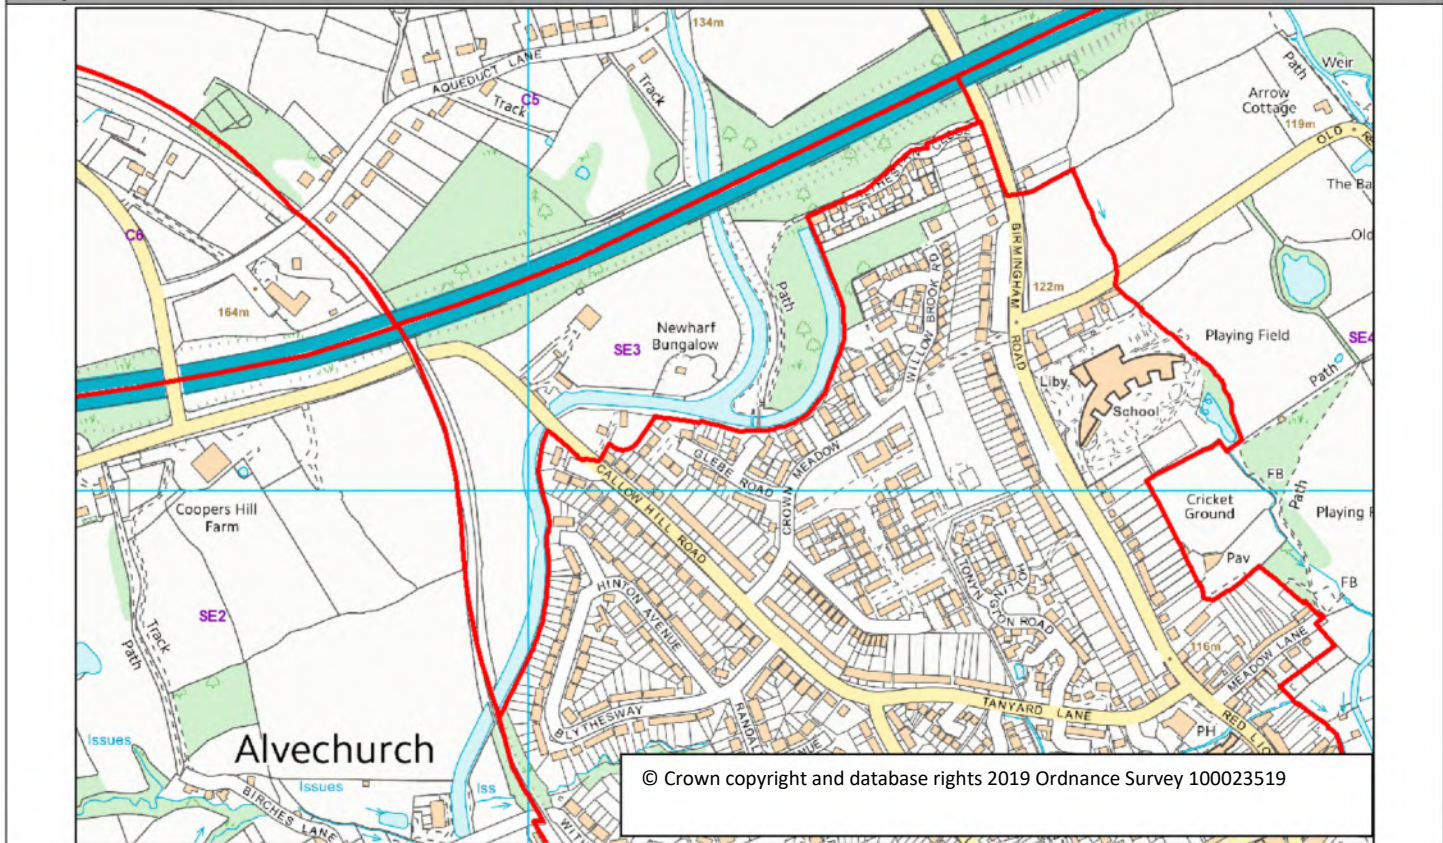 134m
AQUEDUCT LANE
C5
Track
Track
Path
Weir
Arrow
Cottage
119m
OLD
The Ba
C6
Old
164m
BIRMINGHAM ROAD
122m
Path
WILLOW BROOK RD
Newharf
Bungalow
SE3
Playing Field
SE4
Path
Liby
School
GLEBE ROAD
CROWN MEADOW
CALLOW HILL ROAD
Coopers Hill
Farm
FB
Path
Cricket
Ground
Playing F
Pav
FB
TONYN
HINTON AVENUE
SE2
Track
Path
116m
MEADOW LANE
BLYTHESWAY
TANYARD LANE
RED LIO
PH
Issues
Alvechurch
Issues
Iss
BIRCHES LANE
© Crown copyright and database rights 2019 Ordnance Survey 100023519